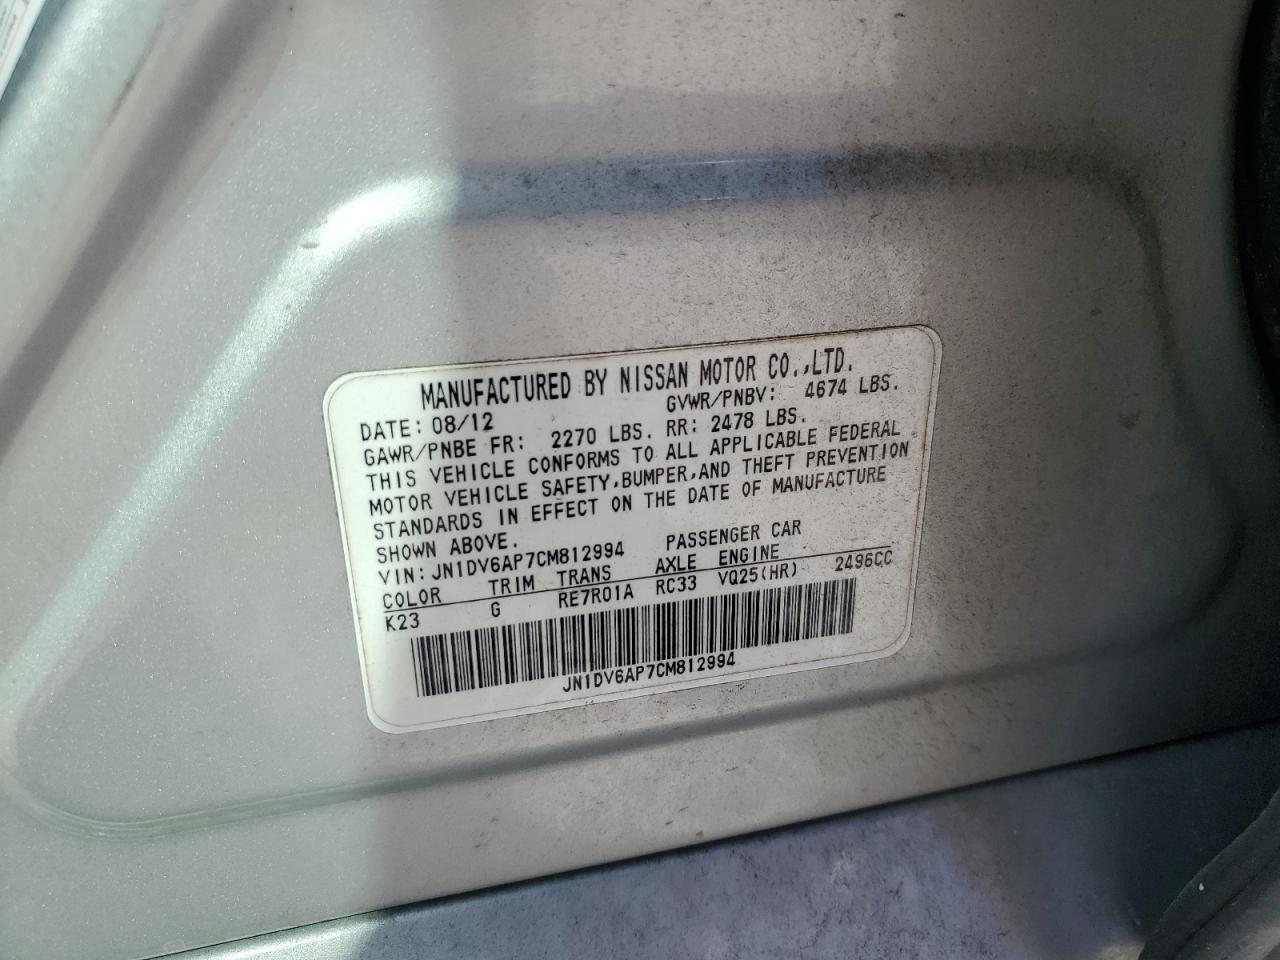 MANUFACTURED BY NISSAN MOTOR CO.,LTD.
DATE: 08/12 GVWR/PNBV: 4674 LBS.
GAWR/PNBE FR: 2270 LBS. RR: 2478 LBS.
THIS VEHICLE CONFORMS TO ALL APPLICABLE FEDERAL
MOTOR VEHICLE SAFETY,BUMPER,AND THEFT PREVENTION
STANDARDS IN EFFECT ON THE DATE OF MANUFACTURE
SHOWN ABOVE.
VIN: JN1DV6AP7CM812994 PASSENGER CAR
COLOR TRIM TRANS AXLE ENGINE
K23 G RE7R01A RC33 VQ25(HR) 2496CC
JN1DV6AP7CM812994